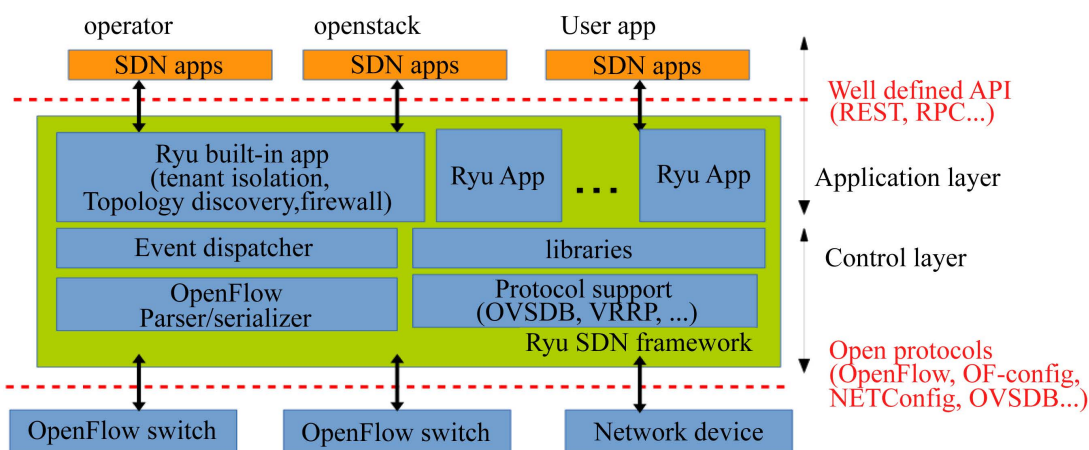 operator
openstack
User app
SDN apps
SDN apps
SDN apps
Well defined API
(REST, RPC...)
Ryu built-in app
(tenant isolation,
Topology discovery,firewall)
Ryu App
...
Ryu App
Application layer
Event dispatcher
libraries
Control layer
OpenFlow
Parser/serializer
Protocol support
(OVSDB, VRRP, ...)
Ryu SDN framework
Open protocols
(OpenFlow, OF-config,
NETConfig, OVSDB...)
OpenFlow switch
OpenFlow switch
Network device